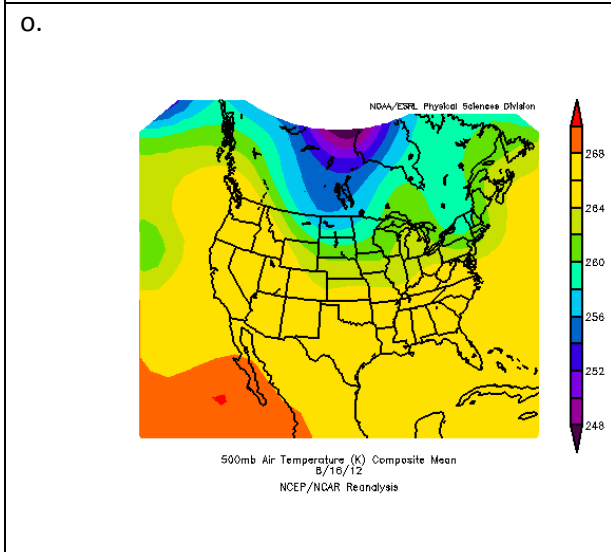 o.
NOAA/ESRL Physical Sciences Division
268
264
260
256
252
248
500mb Air Temperature (K) Composite Mean
8/16/12
NCEP/NCAR Reanalysis